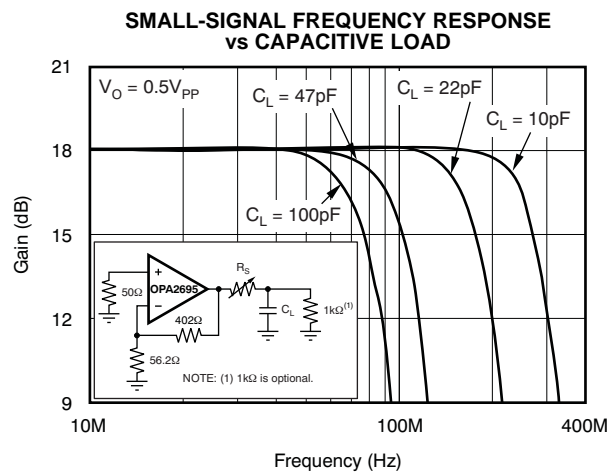 SMALL-SIGNAL FREQUENCY RESPONSE
vs CAPACITIVE LOAD
21
18
15
12
9
Gain (dB)
V_O = 0.5V_PP
C_L = 47pF
C_L = 22pF
C_L = 10pF
C_L = 100pF
OPA2695
+
–
50Ω
R_S
C_L
1kΩ(1)
402Ω
56.2Ω
NOTE: (1) 1kΩ is optional.
10M
100M
400M
Frequency (Hz)